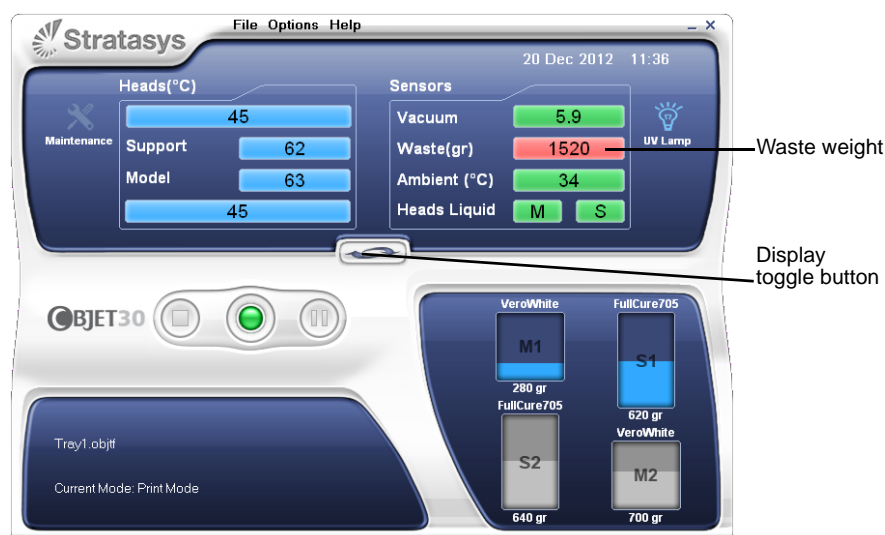 Stratasys
File Options Help
20 Dec 2012 11:36
Heads(°C)
Sensors
Maintenance
45
Support 62
Model 63
45
Vacuum 5.9
Waste(gr) 1520
Ambient (°C) 34
Heads Liquid M S
UV Lamp
Waste weight
Display
toggle button
OBJET30
VeroWhite
M1
280 gr
FullCure705
S1
620 gr
FullCure705
S2
640 gr
VeroWhite
M2
700 gr
Tray1.objtf
Current Mode: Print Mode